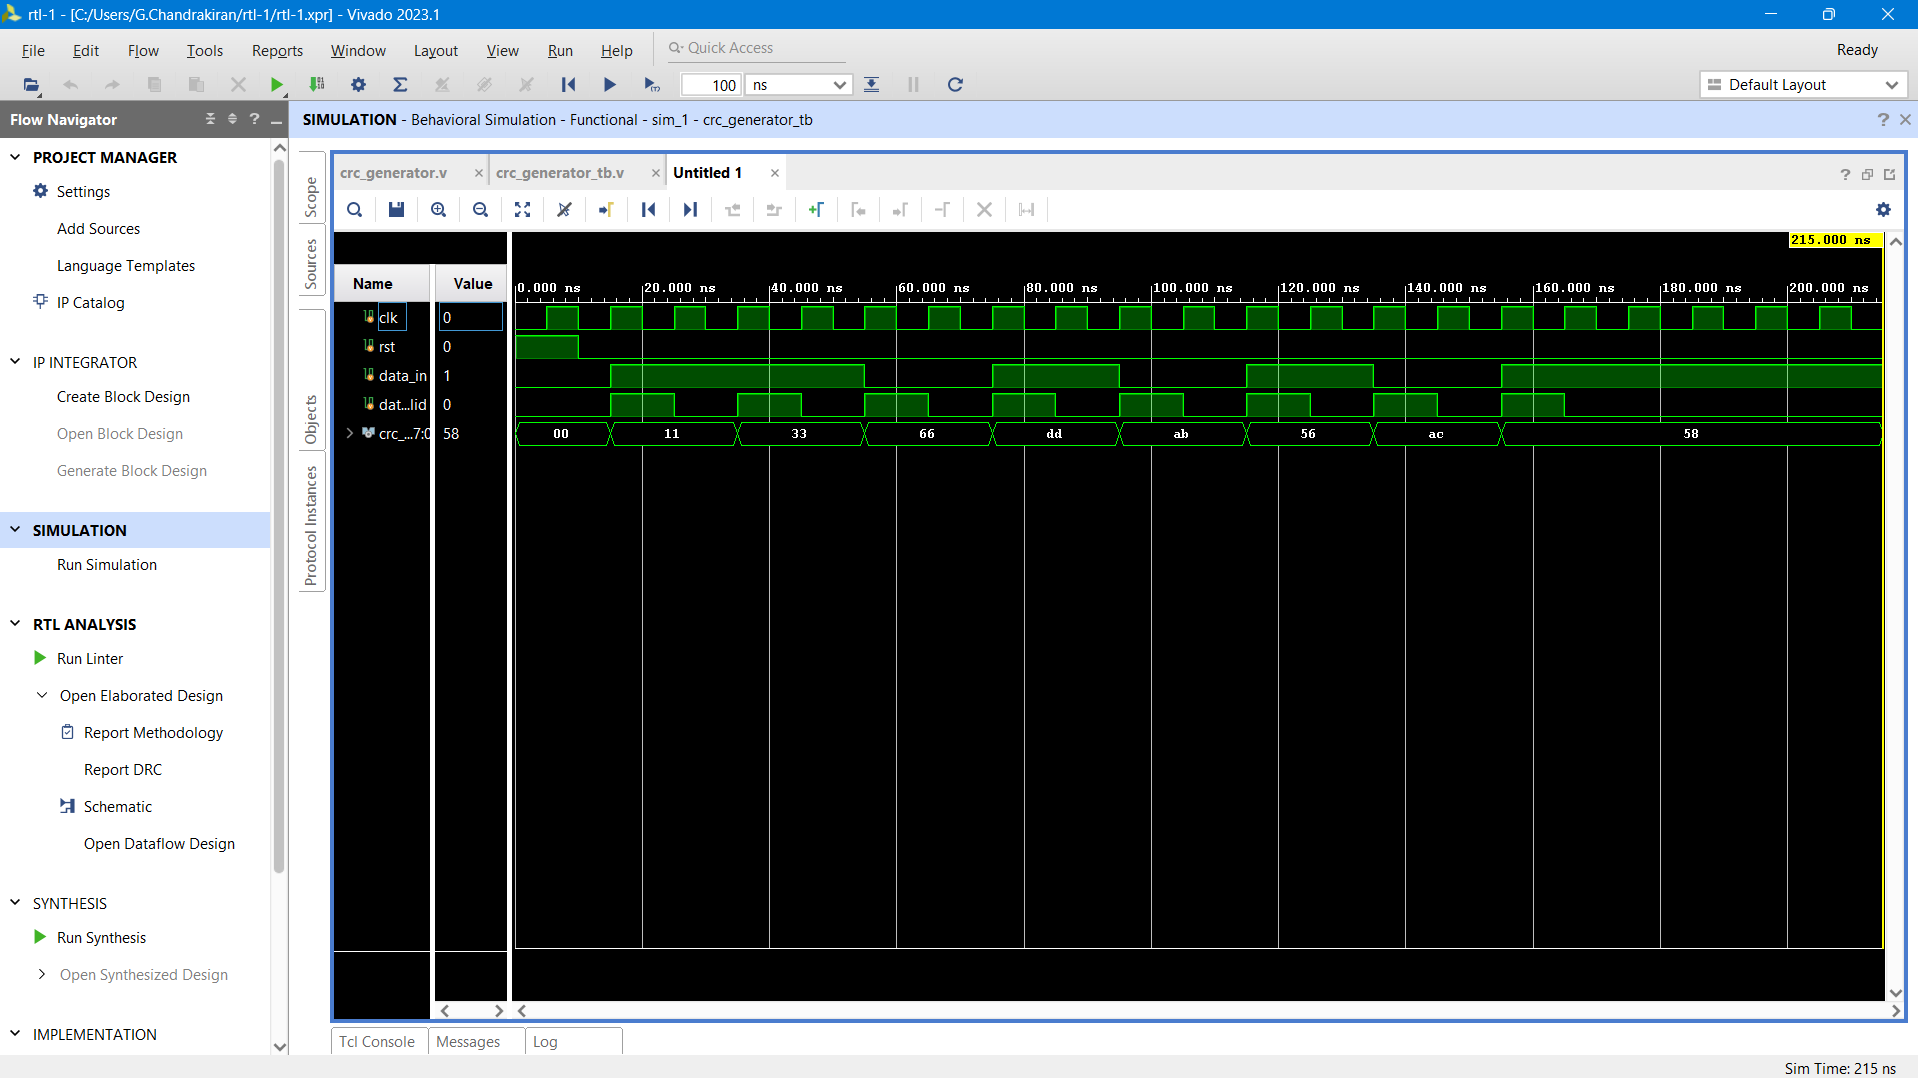 rtl-1 - [C:/Users/G.Chandrakiran/rtl-1/rtl-1.xpr] - Vivado 2023.1
File Edit Flow Tools Reports Window Layout View Run Help Quick Access Ready
100 ns Default Layout
Flow Navigator
SIMULATION - Behavioral Simulation - Functional - sim_1 - crc_generator_tb
PROJECT MANAGER
Settings
Add Sources
Language Templates
IP Catalog
IP INTEGRATOR
Create Block Design
Open Block Design
Generate Block Design
SIMULATION
Run Simulation
RTL ANALYSIS
Run Linter
Open Elaborated Design
Report Methodology
Report DRC
Schematic
Open Dataflow Design
SYNTHESIS
Run Synthesis
Open Synthesized Design
IMPLEMENTATION
Scope
Sources
Objects
Protocol Instances
crc_generator.v crc_generator_tb.v Untitled 1
215.000 ns
Name Value
0.000 ns 20.000 ns 40.000 ns 60.000 ns 80.000 ns 100.000 ns 120.000 ns 140.000 ns 160.000 ns 180.000 ns 200.000 ns
clk 0
rst 0
data_in 1
dat...lid 0
crc_...7:0 58 00 11 33 66 dd ab 56 ac 58
Tcl Console Messages Log
Sim Time: 215 ns